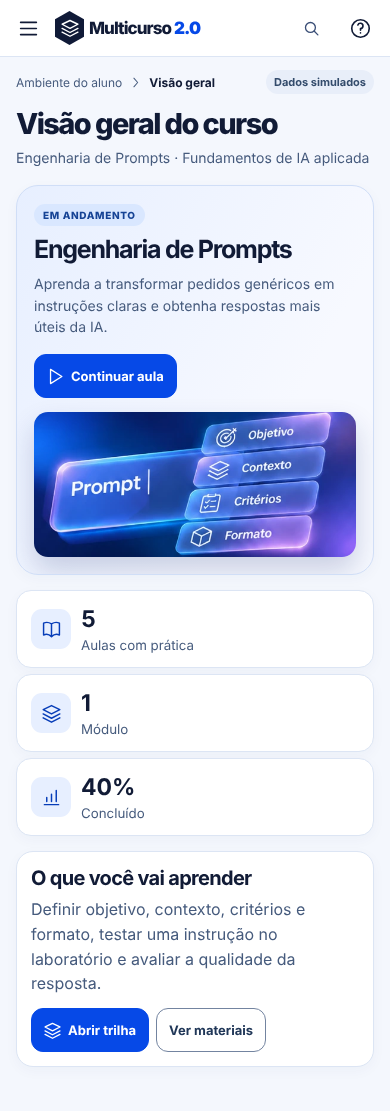 Multicurso 2.0
Ambiente do aluno > Visão geral
Dados simulados
Visão geral do curso
Engenharia de Prompts · Fundamentos de IA aplicada
EM ANDAMENTO
Engenharia de Prompts
Aprenda a transformar pedidos genéricos em
instruções claras e obtenha respostas mais
úteis da IA.
Continuar aula
Prompt
Objetivo
Contexto
Critérios
Formato
5
Aulas com prática
1
Módulo
40%
Concluído
O que você vai aprender
Definir objetivo, contexto, critérios e
formato, testar uma instrução no
laboratório e avaliar a qualidade da
resposta.
Abrir trilha
Ver materiais